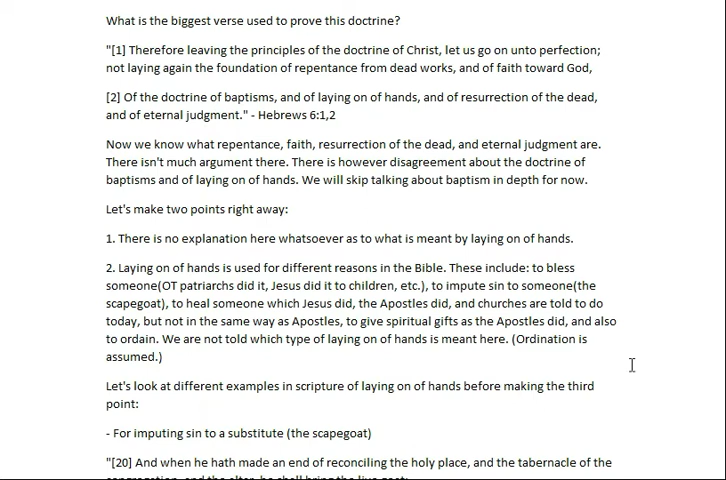 What is the biggest verse used to prove this doctrine?
"[1] Therefore leaving the principles of the doctrine of Christ, let us go on unto perfection;
not laying again the foundation of repentance from dead works, and of faith toward God,
[2] Of the doctrine of baptisms, and of laying on of hands, and of resurrection of the dead,
and of eternal judgment." - Hebrews 6:1,2
Now we know what repentance, faith, resurrection of the dead, and eternal judgment are.
There isn't much argument there. There is however disagreement about the doctrine of
baptisms and of laying on of hands. We will skip talking about baptism in depth for now.
Let's make two points right away:
1. There is no explanation here whatsoever as to what is meant by laying on of hands.
2. Laying on of hands is used for different reasons in the Bible. These include: to bless
someone(OT patriarchs did it, Jesus did it to children, etc.), to impute sin to someone(the
scapegoat), to heal someone which Jesus did, the Apostles did, and churches are told to do
today, but not in the same way as Apostles, to give spiritual gifts as the Apostles did, and also
to ordain. We are not told which type of laying on of hands is meant here. (Ordination is
assumed.)
Let's look at different examples in scripture of laying on of hands before making the third
point:
- For imputing sin to a substitute (the scapegoat)
"[20] And when he hath made an end of reconciling the holy place, and the tabernacle of the
congregation, and the altar, he shall bring the live goat: